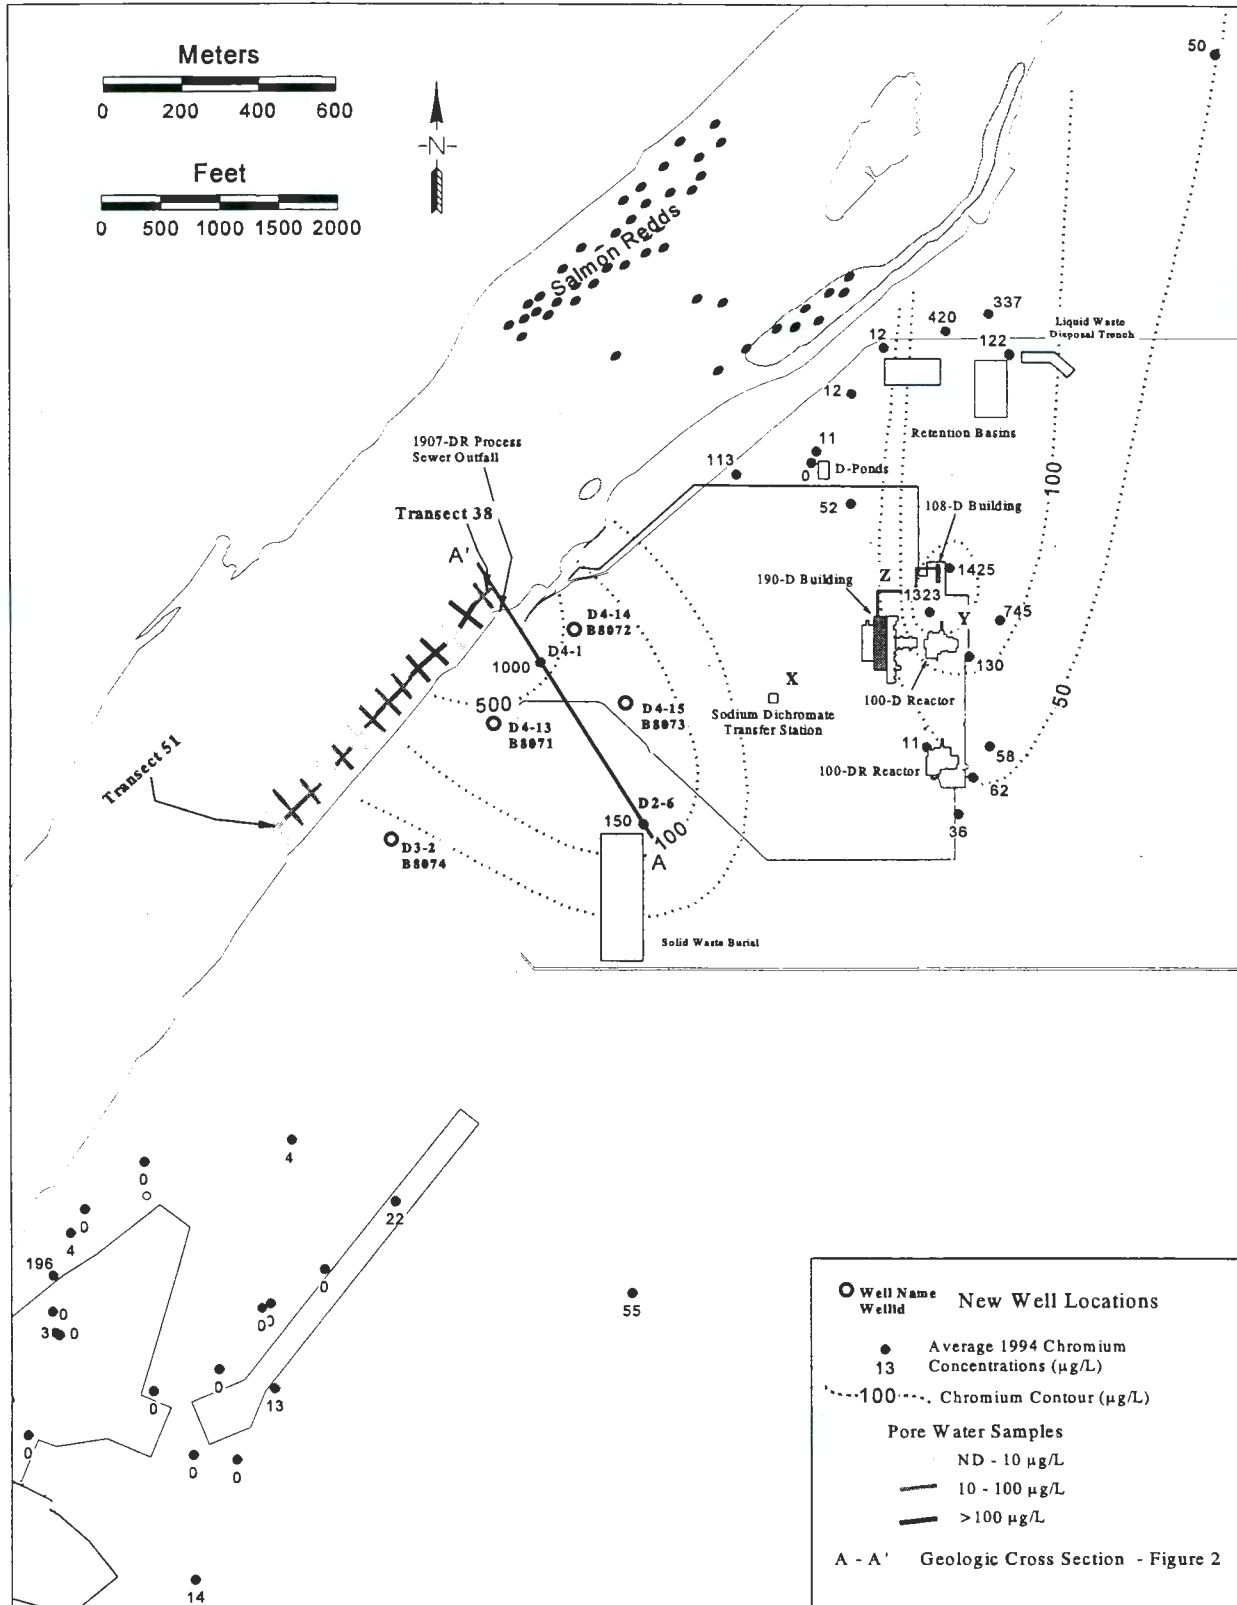 Meters
0 200 400 600
-N-
Feet
0 500 1000 1500 2000
50
Salmon Redds
337
420
Liquid Waste
Disposal Trench
12
122
12
Retention Basins
11
113
0
D-Ponds
100
1907-DR Process
Sewer Outfall
52
108-D Building
Transect 38
A'
1425
190-D Building
Z
1323
745
Y
D4-14
B8072
D4-1
1000
130
X
100-D Reactor
50
500
D4-15
B8073
D4-13
B8071
Sodium Dichromate
Transfer Station
11
58
100-DR Reactor
62
Transect 51
D2-6
150
100
A
36
D3-2
B8074
Solid Waste Burial
4
0
0
4
22
196
0
0
0
3
0
55
0
0
13
0
0
0
14
Well Name
WellId
New Well Locations
13
Average 1994 Chromium
Concentrations (µg/L)
100
Chromium Contour (µg/L)
Pore Water Samples
ND - 10 µg/L
10 - 100 µg/L
>100 µg/L
A - A' Geologic Cross Section - Figure 2